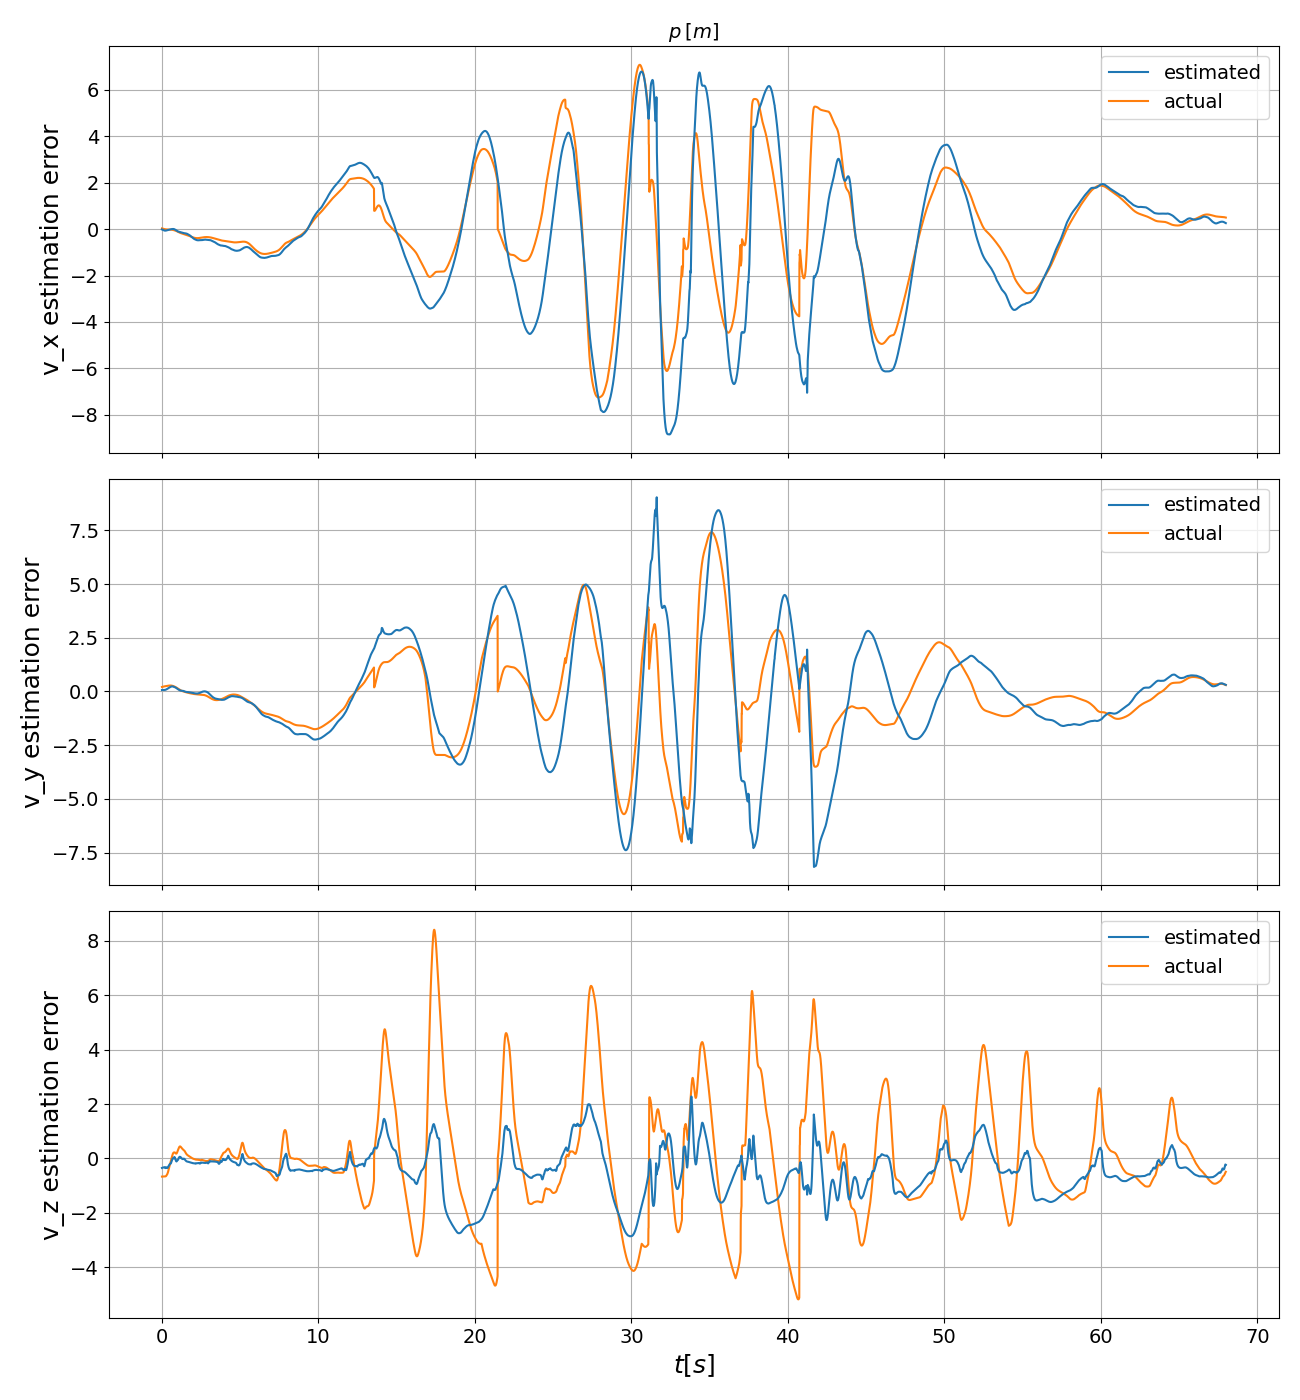 p [m]
v_x estimation error
6
4
2
0
−2
−4
−6
−8
estimated
actual
v_y estimation error
7.5
5.0
2.5
0.0
−2.5
−5.0
−7.5
estimated
actual
v_z estimation error
8
6
4
2
0
−2
−4
estimated
actual
0 10 20 30 40 50 60 70
t[s]